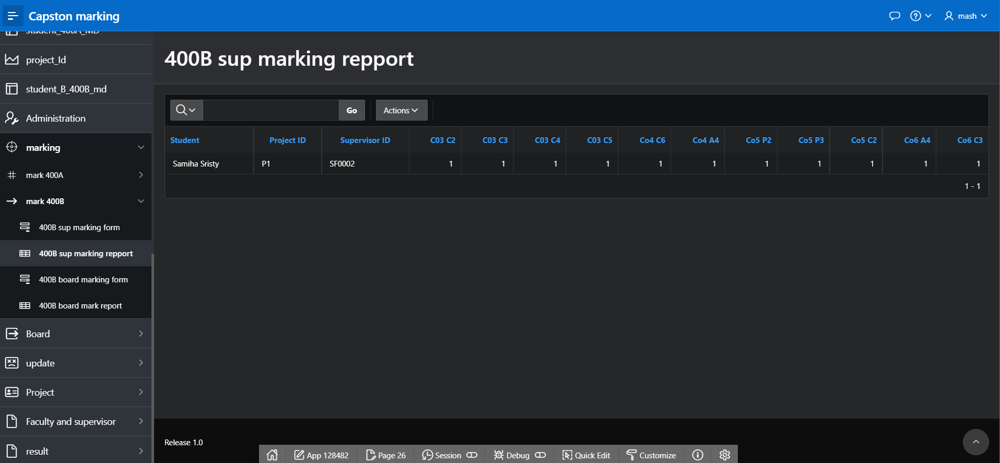 Capston marking
mash
student_400A_MD
project_Id
student_B_400B_md
Administration
marking
mark 400A
mark 400B
400B sup marking form
400B sup marking repport
400B board marking form
400B board mark report
Board
update
Project
Faculty and supervisor
result
400B sup marking repport
Go
Actions
Student Project ID Supervisor ID C03 C2 C03 C3 C03 C4 C03 C5 Co4 C6 Co4 A4 Co5 P2 Co5 P3 Co5 C2 Co6 A4 Co6 C3
Samiha Sristy P1 SF0002 1 1 1 1 1 1 1 1 1 1 1
1 - 1
Release 1.0
App 128482 Page 26 Session Debug Quick Edit Customize